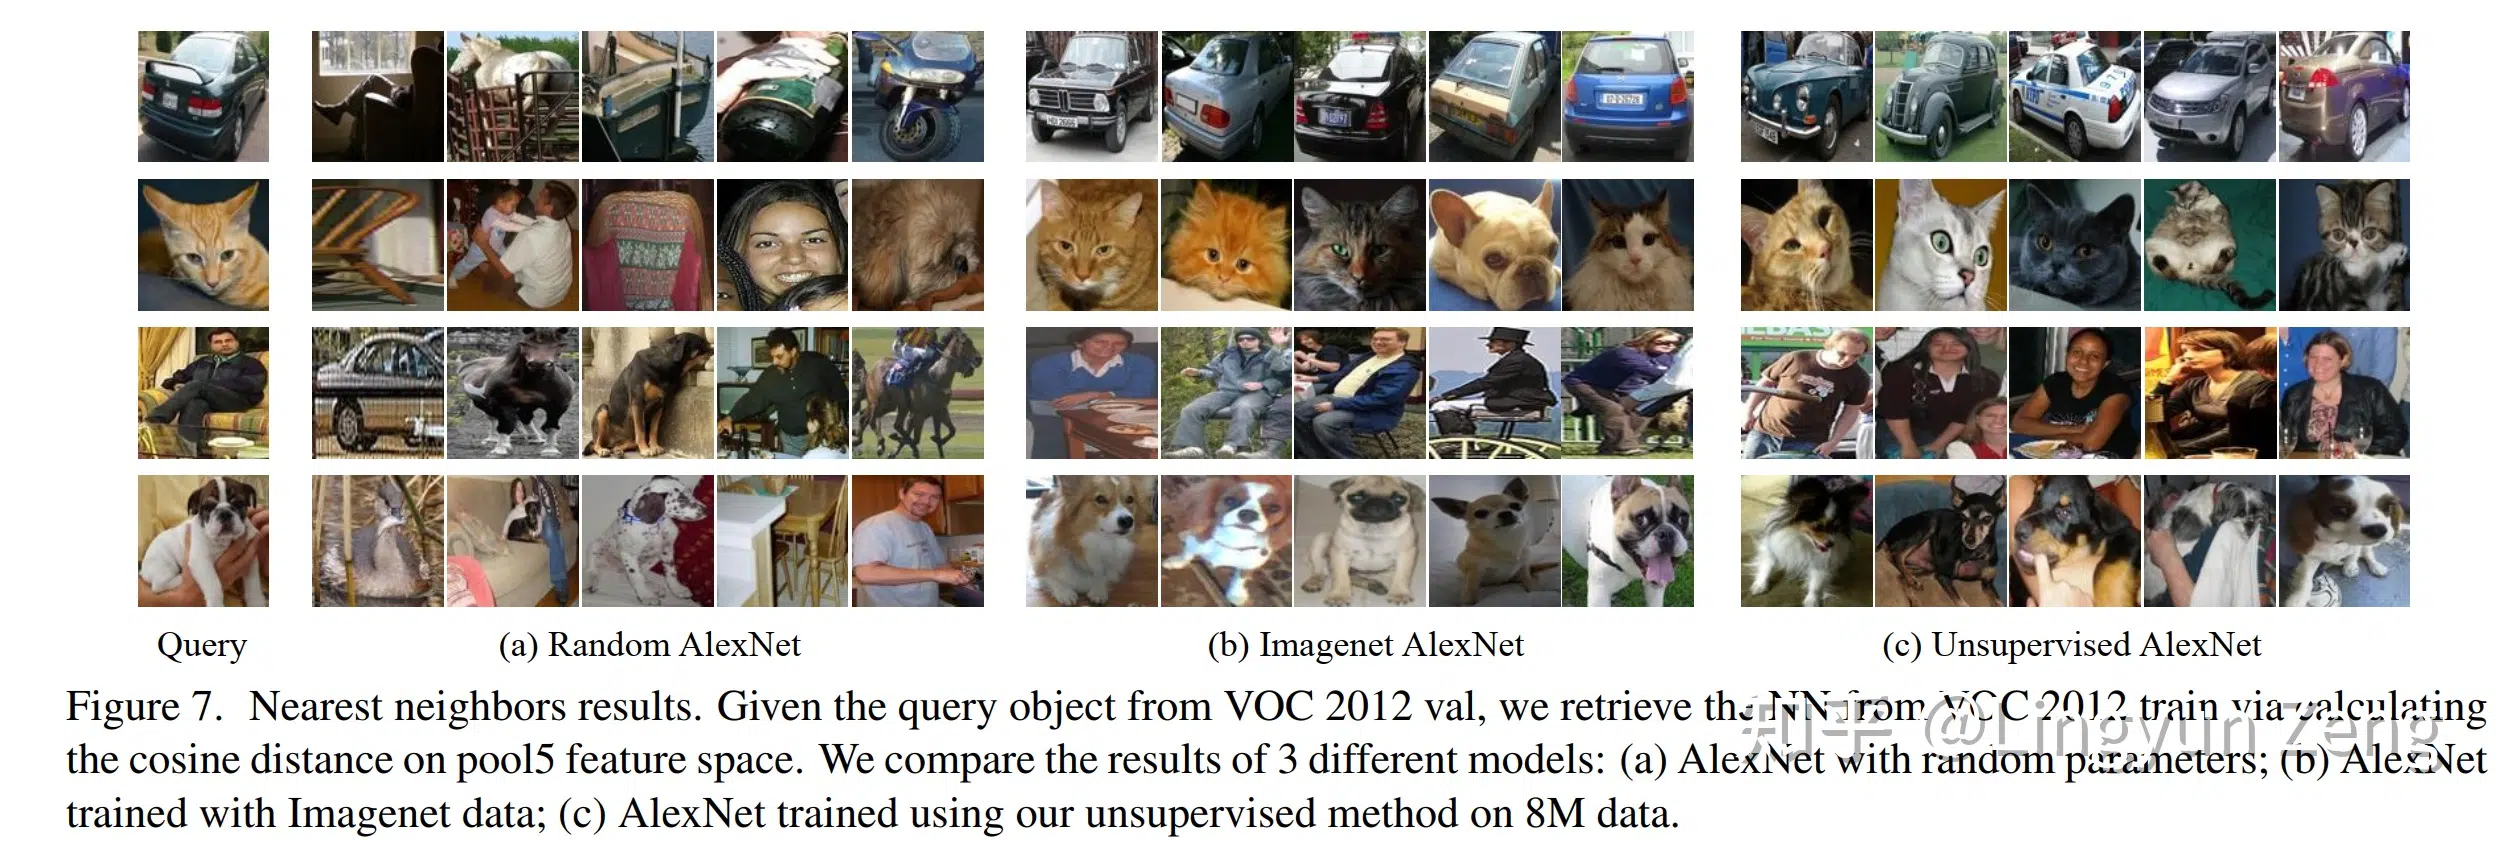 Query
(a) Random AlexNet
(b) Imagenet AlexNet
(c) Unsupervised AlexNet
Figure 7. Nearest neighbors results. Given the query object from VOC 2012 val, we retrieve the NN from VOC 2012 train via calculating
the cosine distance on pool5 feature space. We compare the results of 3 different models: (a) AlexNet with random parameters; (b) AlexNet
trained with Imagenet data; (c) AlexNet trained using our unsupervised method on 8M data.
知乎 @Lingyun Zeng